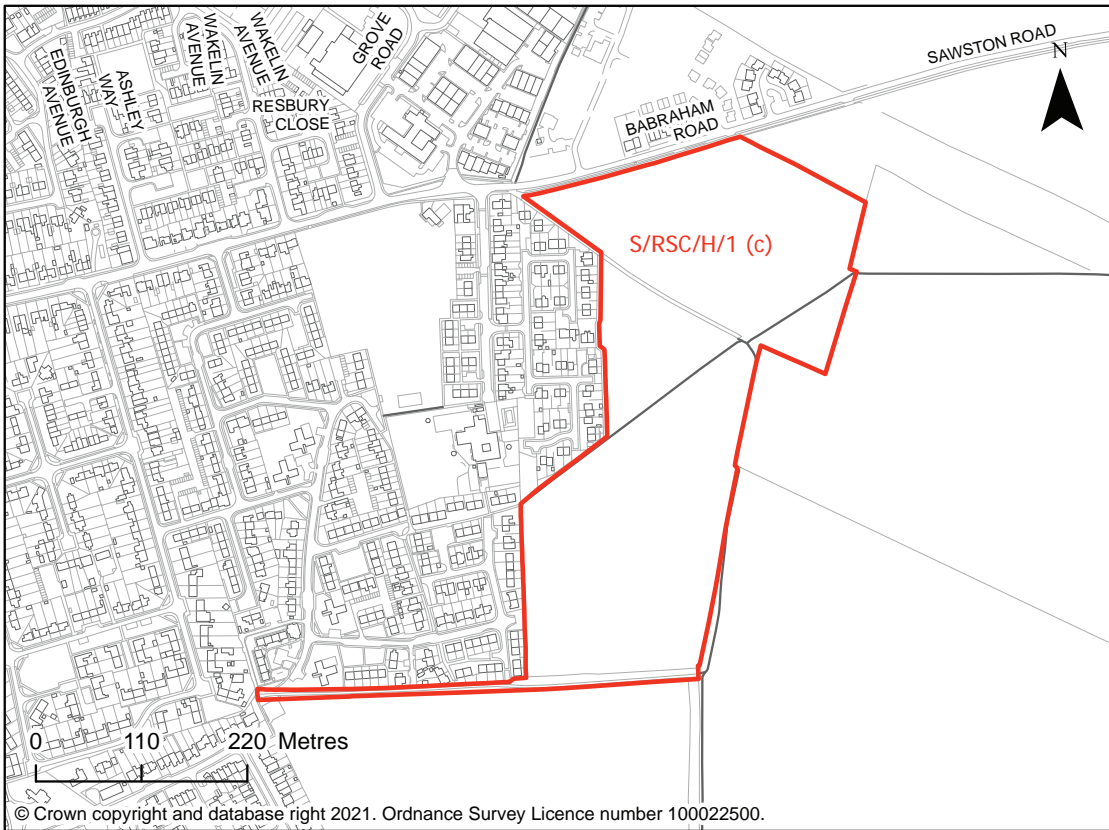 WAKELIN
AVENUE
WAKELIN
AVENUE
GROVE
ROAD
SAWSTON ROAD
N
EDINBURGH
AVENUE
ASHLEY
WAY
RESBURY
CLOSE
BABRAHAM
ROAD
S/RSC/H/1 (c)
0 110 220 Metres
© Crown copyright and database right 2021. Ordnance Survey Licence number 100022500.